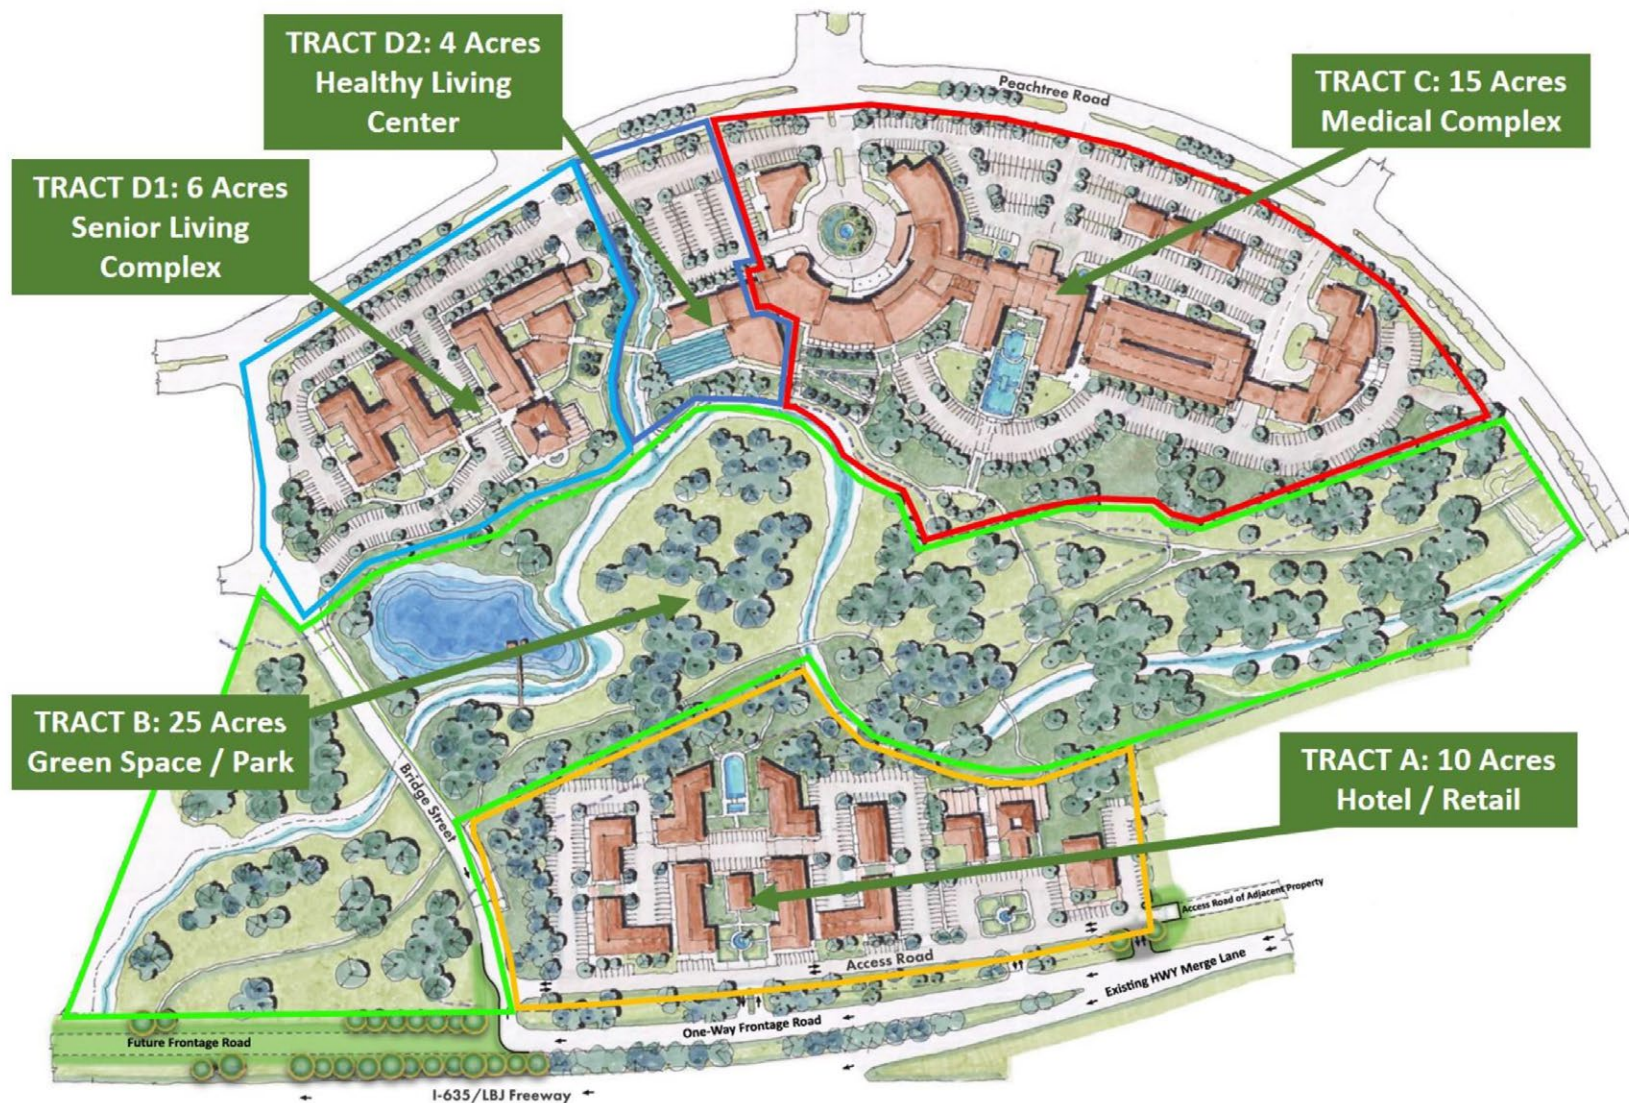 TRACT D2: 4 Acres
Healthy Living
Center
Peachtree Road
TRACT C: 15 Acres
Medical Complex
TRACT D1: 6 Acres
Senior Living
Complex
TRACT B: 25 Acres
Green Space / Park
Bridge Street
TRACT A: 10 Acres
Hotel / Retail
Access Road of Adjacent Property
Access Road
Existing HWY Merge Lane
One-Way Frontage Road
Future Frontage Road
I-635/LBJ Freeway